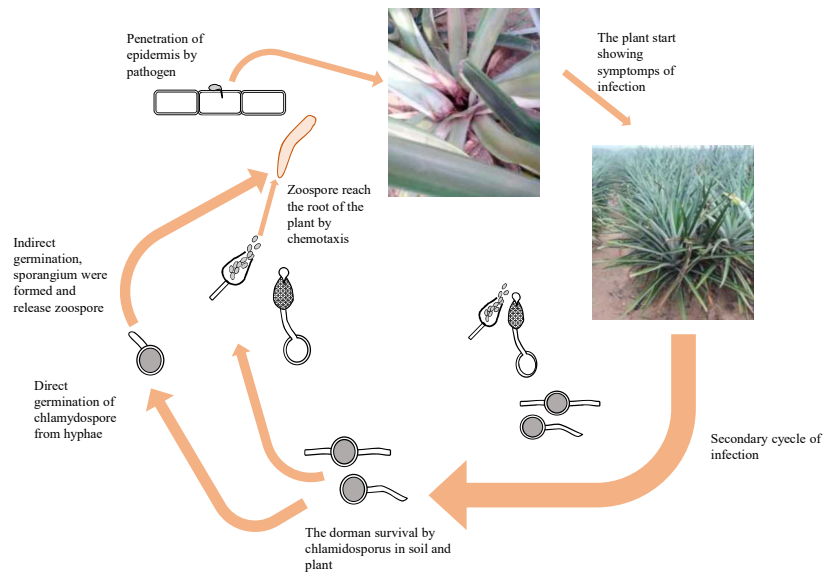 Penetration of
epidermis by
pathogen
The plant start
showing
symptomps of
infection
Zoospore reach
the root of the
plant by
chemotaxis
Indirect
germination,
sporangium were
formed and
release zoospore
Direct
germination of
chlamydospore
from hyphae
Secondary cyecle of
infection
The dorman survival by
chlamidosporus in soil and
plant